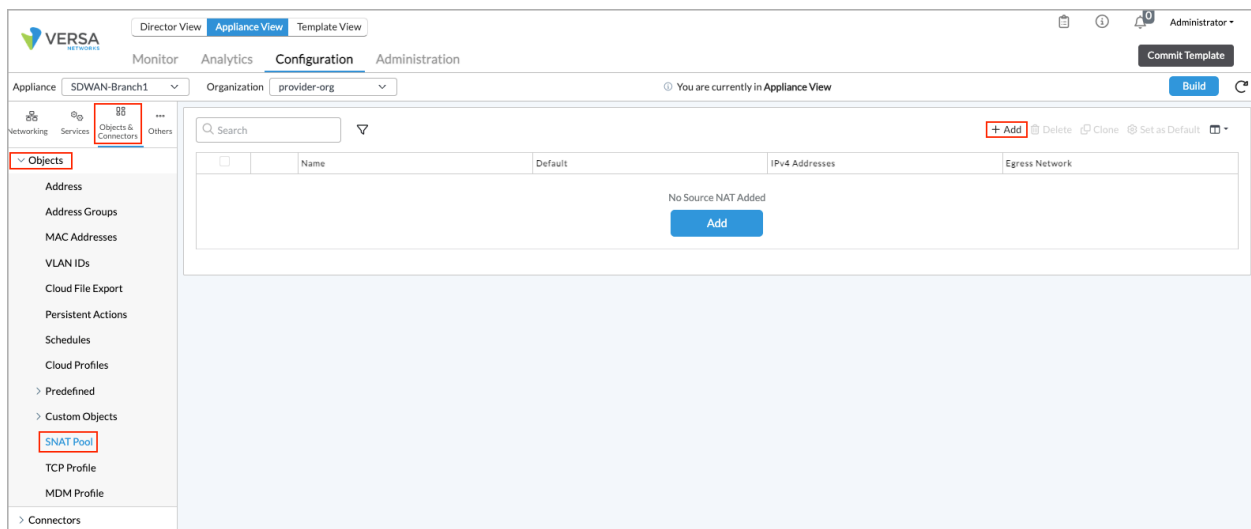 Director View Appliance View Template View
0
Administrator
VERSA
NETWORKS
Monitor Analytics Configuration Administration
Commit Template
Appliance SDWAN-Branch1 Organization provider-org You are currently in Appliance View Build
Networking Services Objects & Connectors Others
Search
+ Add Delete Clone Set as Default
Objects
Name Default IPv4 Addresses Egress Network
Address
No Source NAT Added
Address Groups
Add
MAC Addresses
VLAN IDs
Cloud File Export
Persistent Actions
Schedules
Cloud Profiles
Predefined
Custom Objects
SNAT Pool
TCP Profile
MDM Profile
Connectors